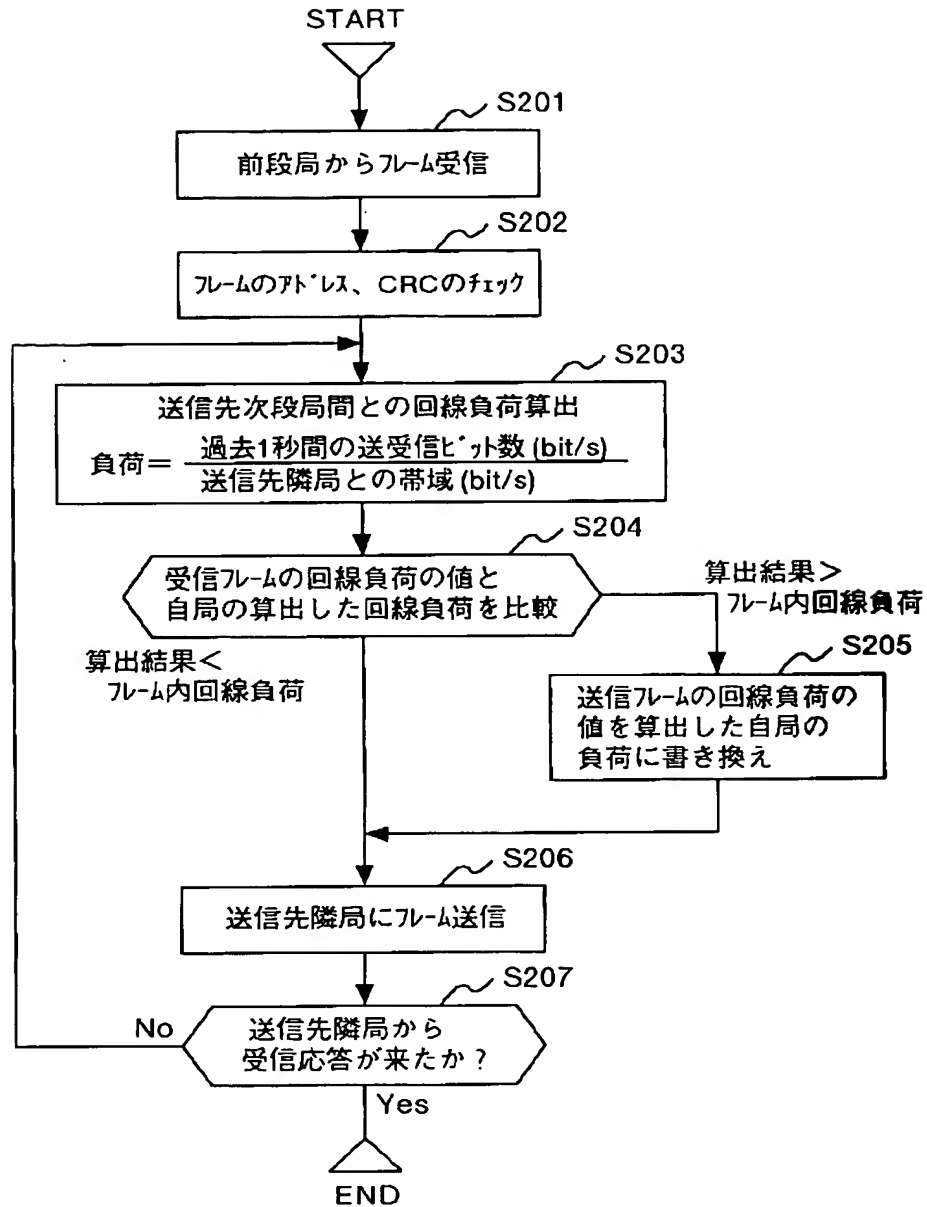 START
S201
前段局からフレーム受信
S202
フレームのアドレス、CRCのチェック
S203
送信先次段局間との回線負荷算出
負荷＝ 過去1秒間の送受信ビット数(bit/s)
送信先隣局との帯域(bit/s)
S204
受信フレームの回線負荷の値と
自局の算出した回線負荷を比較
算出結果＞
フレーム内回線負荷
算出結果＜
フレーム内回線負荷
S205
送信フレームの回線負荷の
値を算出した自局の
負荷に書き換え
S206
送信先隣局にフレーム送信
S207
送信先隣局から
受信応答が来たか？
No
Yes
END